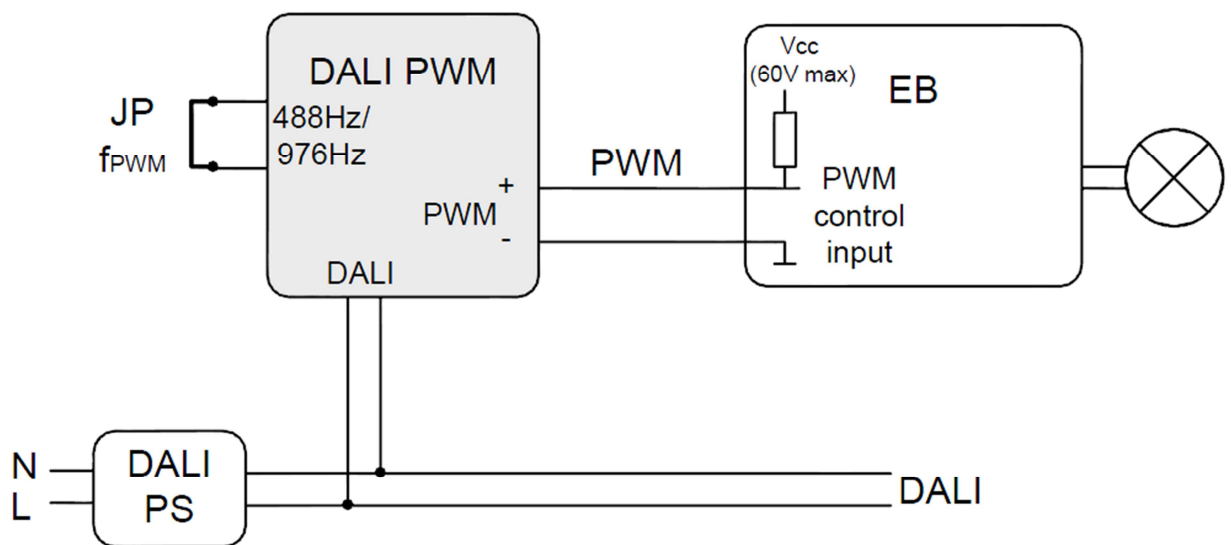 DALI PWM
JP
fPWM
488Hz/
976Hz
+
PWM
-
DALI
PWM
Vcc
(60V max)
EB
PWM
control
input
N
L
DALI
PS
DALI